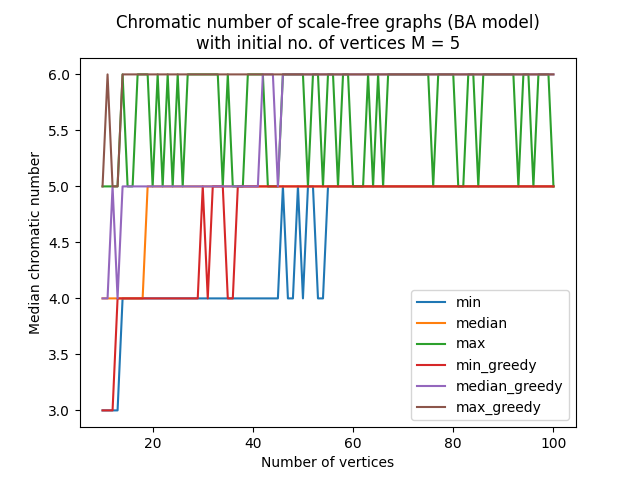 Chromatic number of scale-free graphs (BA model)
with initial no. of vertices M = 5
Median chromatic number
6.0
5.5
5.0
4.5
4.0
3.5
3.0
min
median
max
min_greedy
median_greedy
max_greedy
20
40
60
80
100
Number of vertices